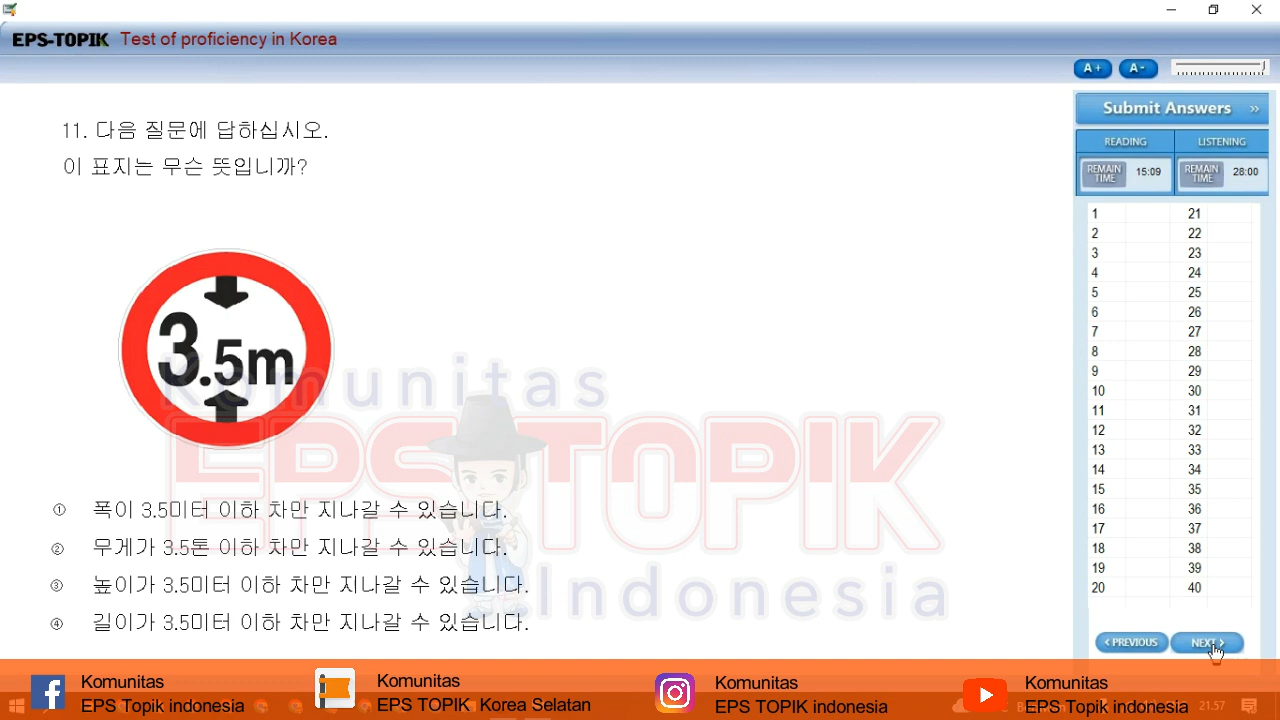 EPS-TOPIK Test of proficiency in Korea
A+ A-
Submit Answers »
READING LISTENING
REMAIN TIME 15:09 REMAIN TIME 28:00
11. 다음 질문에 답하십시오.
이 표지는 무슨 뜻입니까?
3.5m
Komunitas
EPS TOPIK
Indonesia
① 폭이 3.5미터 이하 차만 지나갈 수 있습니다.
② 무게가 3.5톤 이하 차만 지나갈 수 있습니다.
③ 높이가 3.5미터 이하 차만 지나갈 수 있습니다.
④ 길이가 3.5미터 이하 차만 지나갈 수 있습니다.
1 21
2 22
3 23
4 24
5 25
6 26
7 27
8 28
9 29
10 30
11 31
12 32
13 33
14 34
15 35
16 36
17 37
18 38
19 39
20 40
< PREVIOUS NEXT >
Komunitas
EPS Topik indonesia
Komunitas
EPS TOPIK Korea Selatan
Komunitas
EPS TOPIK indonesia
Komunitas
EPS Topik indonesia
21.57